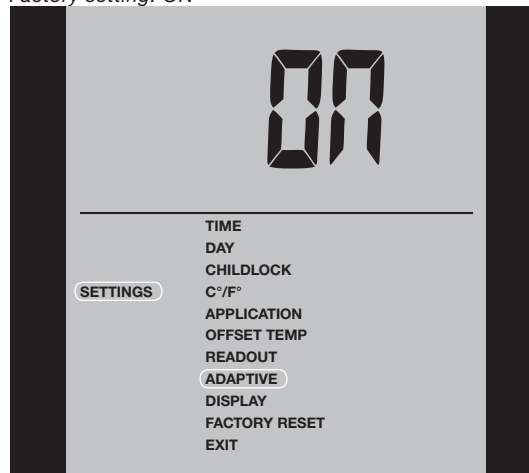 Factory setting: ON
ON
TIME
DAY
CHILDLOCK
SETTINGS C°/F°
APPLICATION
OFFSET TEMP
READOUT
ADAPTIVE
DISPLAY
FACTORY RESET
EXIT